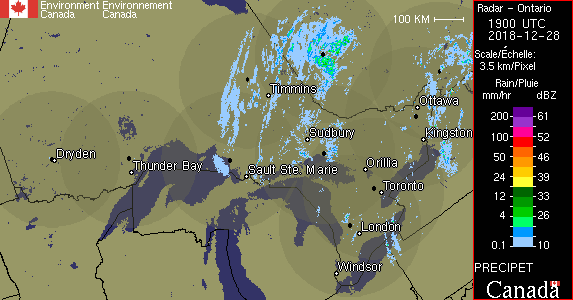 Environment Environnement
Canada Canada
100 KM
Timmins
Ottawa
Sudbury
Kingston
Dryden
Thunder Bay
Sault Ste. Marie
Orillia
Toronto
London
Windsor
Radar - Ontario
1900 UTC
2018-12-28
Scale/Échelle:
3.5 km/Pixel
Rain/Pluie
mm/hr dBZ
200 61
100 52
50 46
24 39
12 33
4 26
0.1 10
PRECIPET
Canada